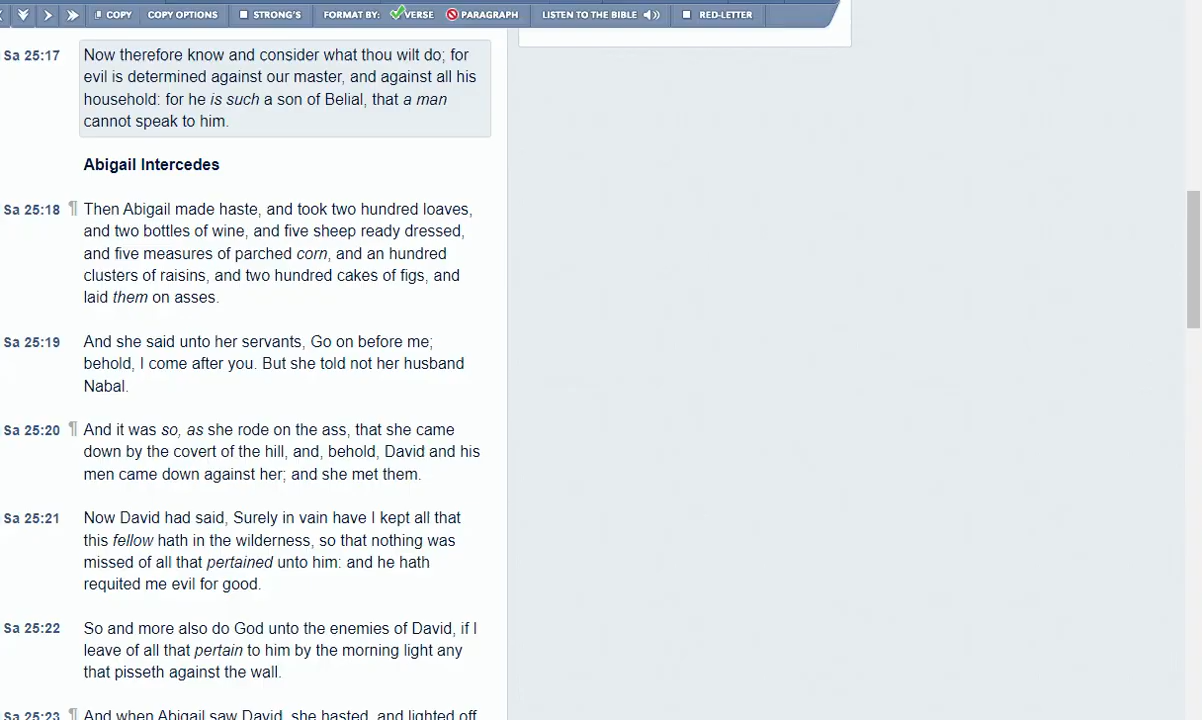 COPY COPY OPTIONS STRONG'S FORMAT BY: VERSE PARAGRAPH LISTEN TO THE BIBLE RED-LETTER
Sa 25:17 Now therefore know and consider what thou wilt do; for
evil is determined against our master, and against all his
household: for he is such a son of Belial, that a man
cannot speak to him.
Abigail Intercedes
Sa 25:18 ¶ Then Abigail made haste, and took two hundred loaves,
and two bottles of wine, and five sheep ready dressed,
and five measures of parched corn, and an hundred
clusters of raisins, and two hundred cakes of figs, and
laid them on asses.
Sa 25:19 And she said unto her servants, Go on before me;
behold, I come after you. But she told not her husband
Nabal.
Sa 25:20 ¶ And it was so, as she rode on the ass, that she came
down by the covert of the hill, and, behold, David and his
men came down against her; and she met them.
Sa 25:21 Now David had said, Surely in vain have I kept all that
this fellow hath in the wilderness, so that nothing was
missed of all that pertained unto him: and he hath
requited me evil for good.
Sa 25:22 So and more also do God unto the enemies of David, if I
leave of all that pertain to him by the morning light any
that pisseth against the wall.
Sa 25:23 ¶ And when Abigail saw David, she hasted, and lighted off